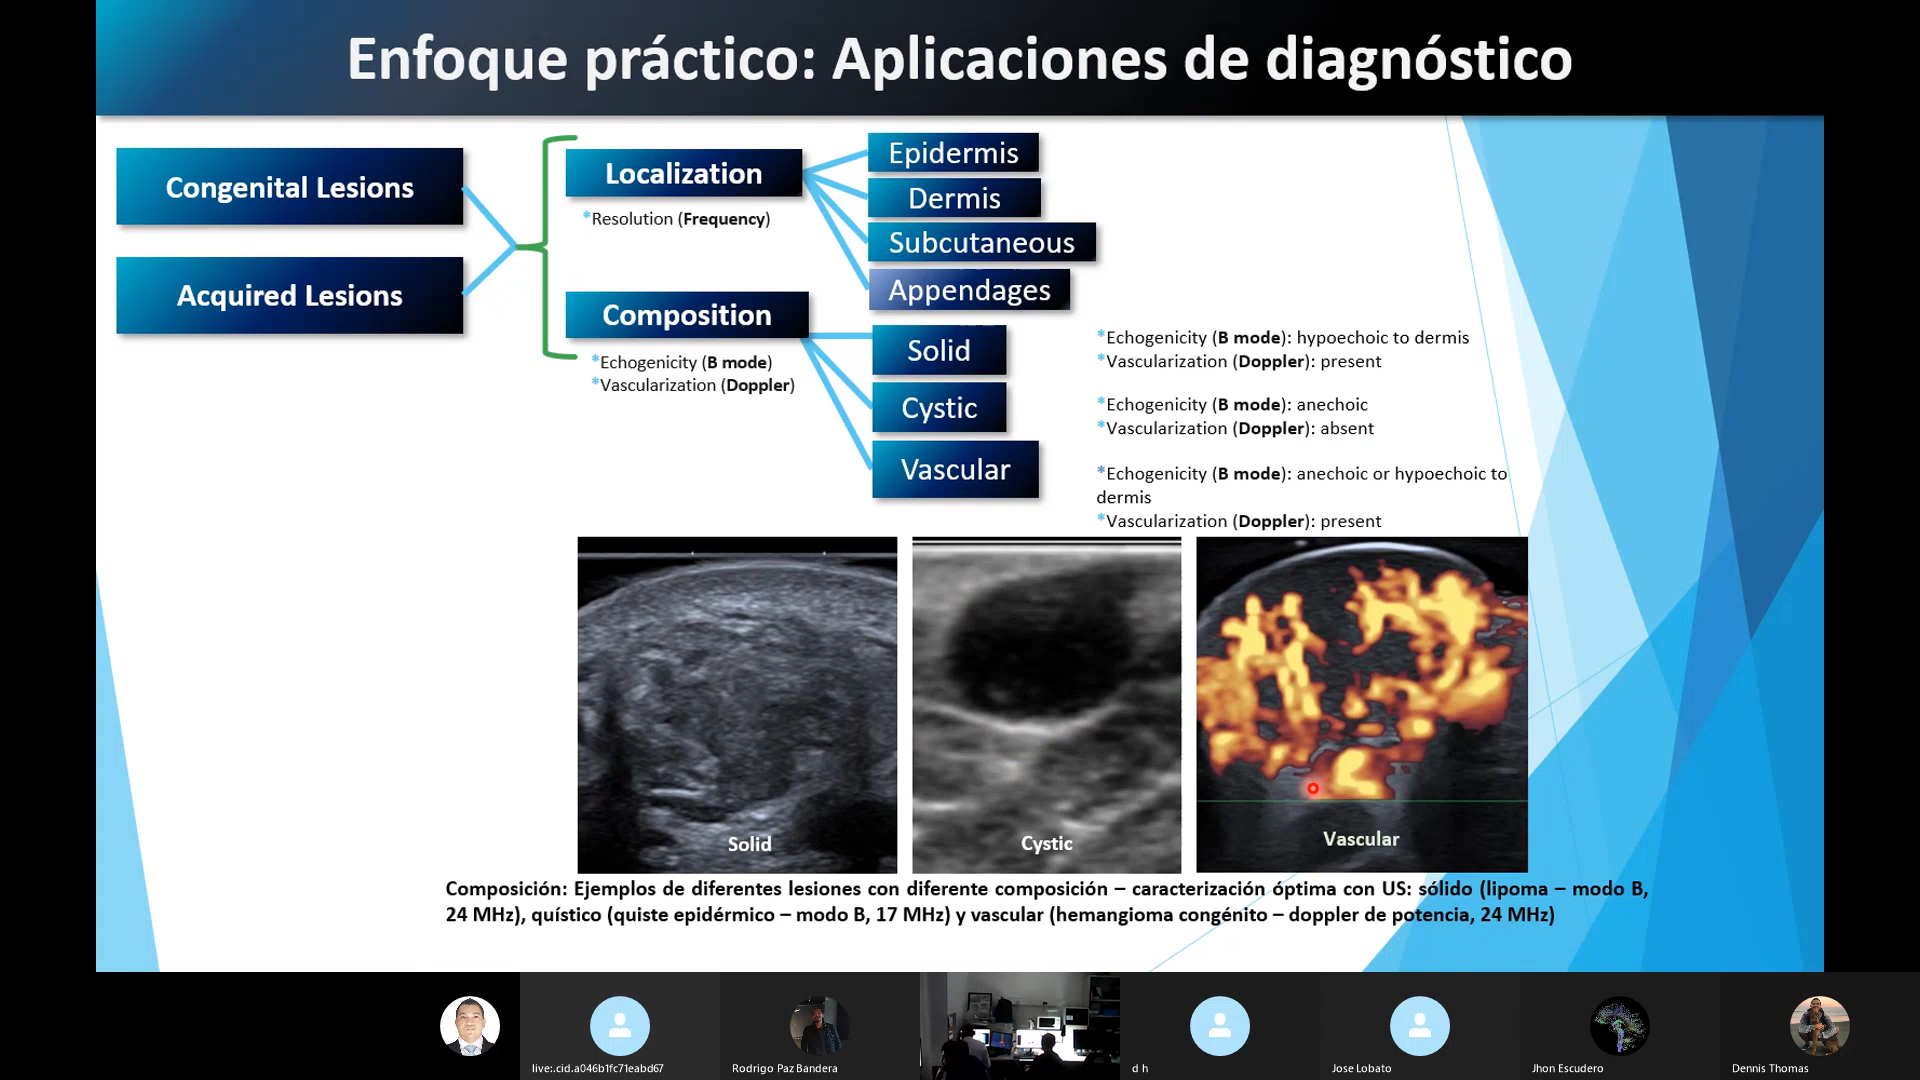 Enfoque práctico: Aplicaciones de diagnóstico
Congenital Lesions
Acquired Lesions
Localization
*Resolution (Frequency)
Epidermis
Dermis
Subcutaneous
Appendages
Composition
*Echogenicity (B mode)
*Vascularization (Doppler)
Solid
*Echogenicity (B mode): hypoechoic to dermis
*Vascularization (Doppler): present
Cystic
*Echogenicity (B mode): anechoic
*Vascularization (Doppler): absent
Vascular
*Echogenicity (B mode): anechoic or hypoechoic to
dermis
*Vascularization (Doppler): present
Solid
Cystic
Vascular
Composición: Ejemplos de diferentes lesiones con diferente composición – caracterización óptima con US: sólido (lipoma – modo B,
24 MHz), quístico (quiste epidérmico – modo B, 17 MHz) y vascular (hemangioma congénito – doppler de potencia, 24 MHz)
live:.cid.a046b1fc71eabd67
Rodrigo Paz Bandera
d h
Jose Lobato
Jhon Escudero
Dennis Thomas